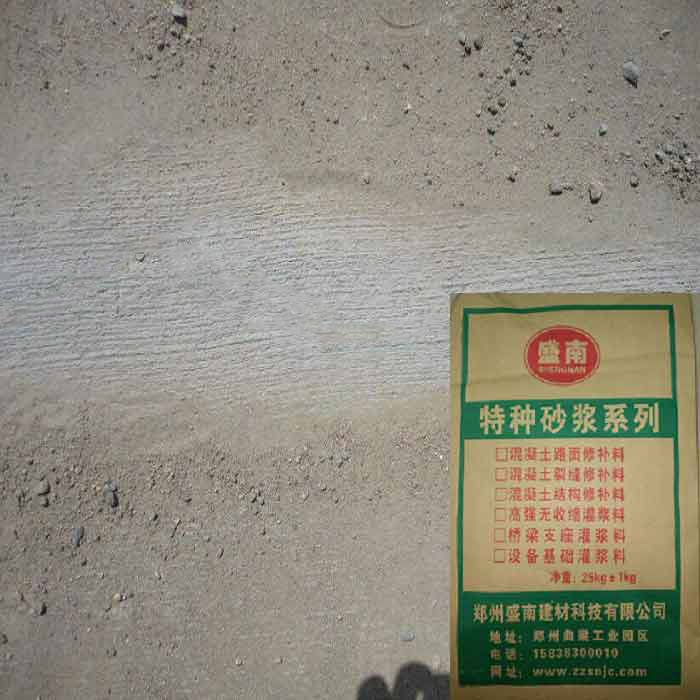 盛南
SHENGNAN
特种砂浆系列
□混凝土路面修补料
□混凝土裂缝修补料
□混凝土结构修补料
□高强无收缩灌浆料
□桥梁支座灌浆料
□设备基础灌浆料
净重：25kg±1kg
郑州盛南建材科技有限公司
地址：郑州曲梁工业园区
电话：15838300010
网址：www.zzsnjc.com